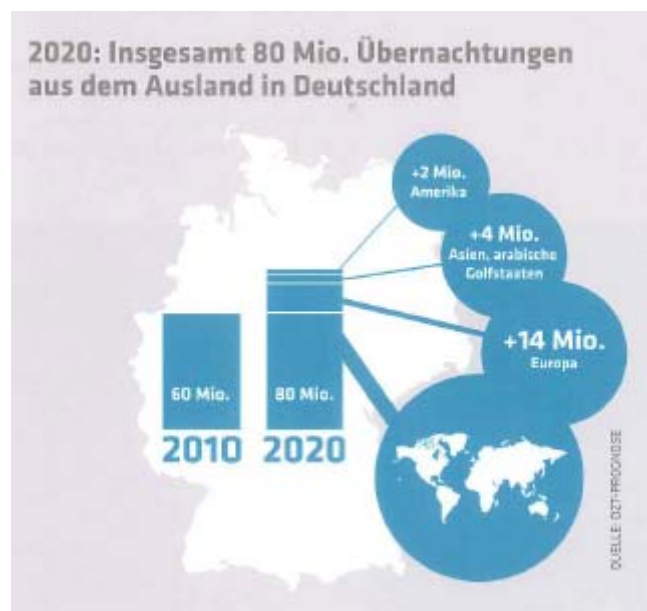 2020: Insgesamt 80 Mio. Übernachtungen
aus dem Ausland in Deutschland
+2 Mio.
Amerika
+4 Mio.
Asien, arabische
Golfstaaten
+14 Mio.
Europa
60 Mio.
80 Mio.
2010
2020
QUELLE: DZT-PROGNOSE